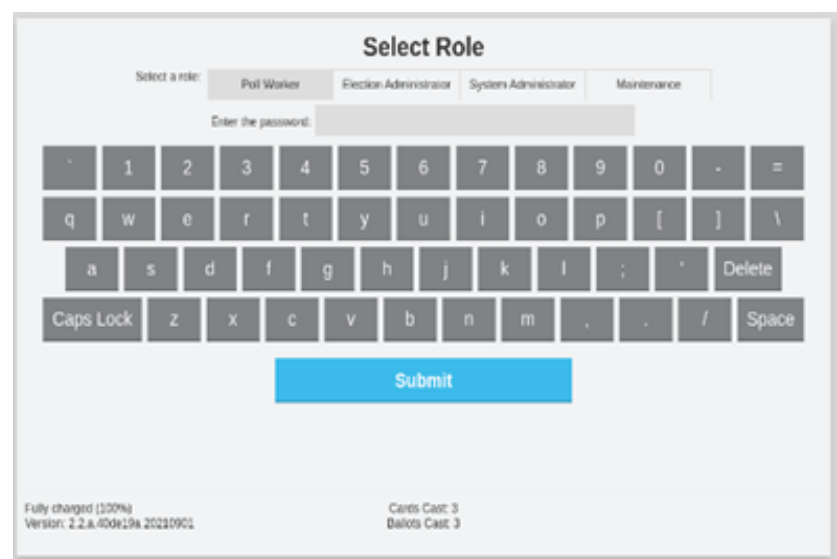 Select Role
Select a role: Poll Worker Election Administrator System Administrator Maintenance
Enter the password:
` 1 2 3 4 5 6 7 8 9 0 - =
q w e r t y u i o p [ ] \
a s d f g h j k l ; ' Delete
Caps Lock z x c v b n m , . / Space
Submit
Fully charged (100%) Cards Cast: 3
Version: 2.2.a.40de19a.20210901 Ballots Cast: 3